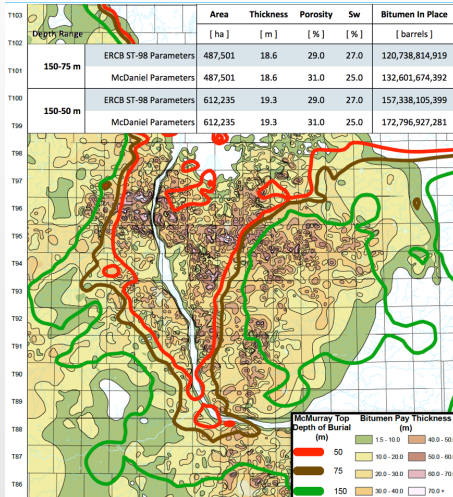 T103
Area Thickness Porosity Sw Bitumen In Place
T102
Depth Range [ ha ] [ m ] [ % ] [ % ] [ barrels ]
ERCB ST-98 Parameters 487,501 18.6 29.0 27.0 120,738,814,919
150-75 m
T101
McDaniel Parameters 487,501 18.6 31.0 25.0 132,601,674,392
T100
ERCB ST-98 Parameters 612,235 19.3 29.0 27.0 157,338,105,399
150-50 m
McDaniel Parameters 612,235 19.3 31.0 25.0 172,796,927,281
T99
T98
T97
T96
T95
T94
T93
T92
T91
T90
T89
T88
T87
T86
McMurray Top
Depth of Burial
(m)
50
75
150
Bitumen Pay Thickness
(m)
1.5 - 10.0 40.0 - 50
10.0 - 20.0 50.0 - 60
20.0 - 30.0 60.0 - 70
30.0 - 40.0 70.0 +